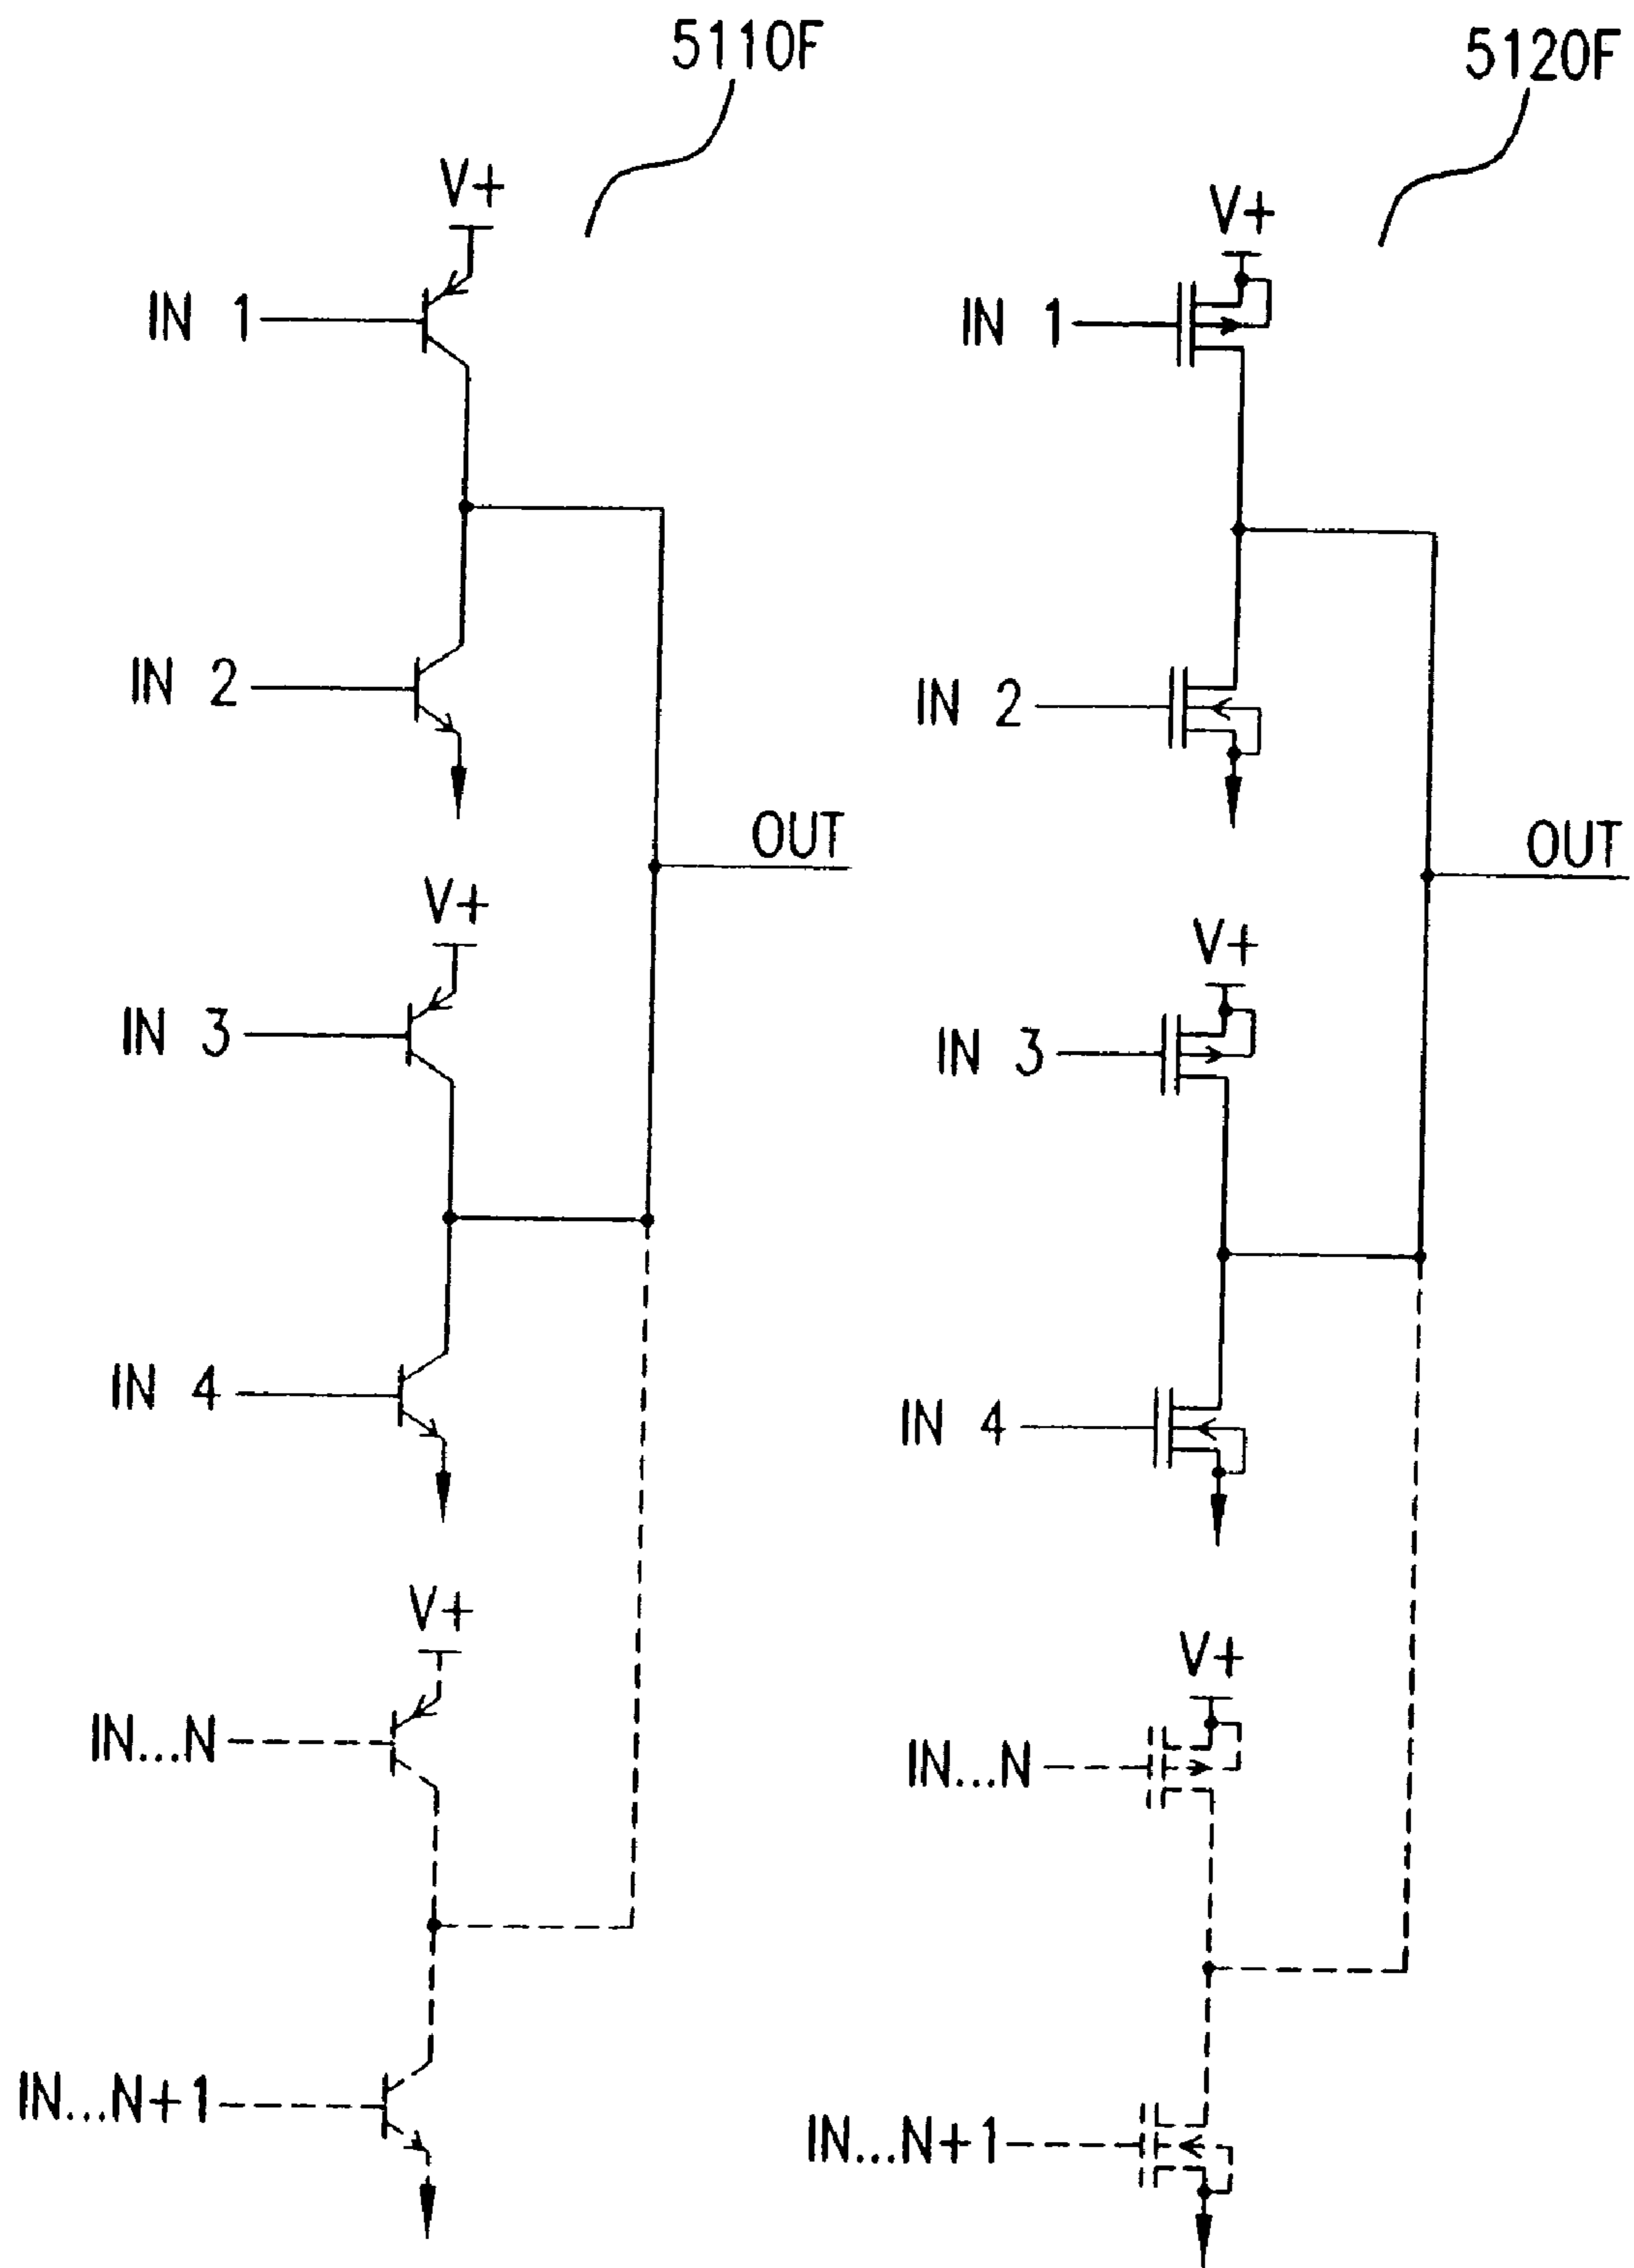 5110F
5120F
V+
IN 1
IN 2
OUT
V+
IN 3
IN 4
V+
IN...N
IN...N+1
V+
IN 1
IN 2
OUT
V+
IN 3
IN 4
V+
IN...N
IN...N+1